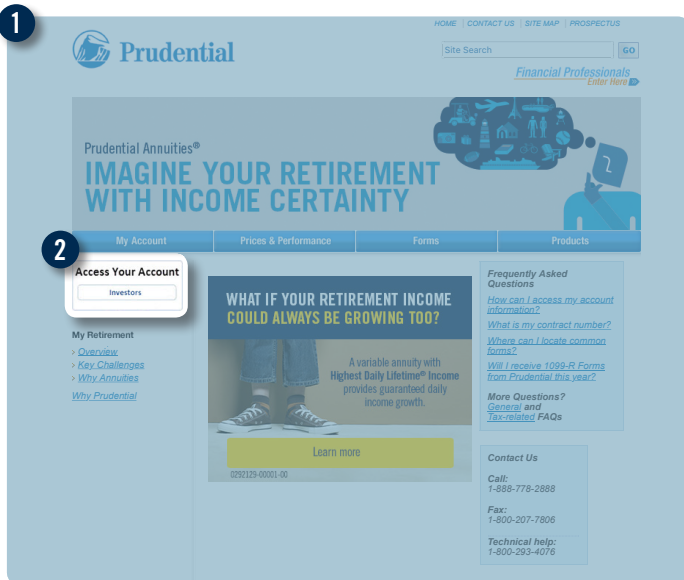 1
HOME | CONTACT US | SITE MAP | PROSPECTUS
Prudential
Site Search
GO
Financial Professionals
Enter Here
Prudential Annuities®
IMAGINE YOUR RETIREMENT
WITH INCOME CERTAINTY
2
My Account
Prices & Performance
Forms
Products
Access Your Account
Investors
My Retirement
> Overview
> Key Challenges
> Why Annuities
Why Prudential
WHAT IF YOUR RETIREMENT INCOME
COULD ALWAYS BE GROWING TOO?
A variable annuity with
Highest Daily Lifetime® Income
provides guaranteed daily
income growth.
Learn more
0292129-00001-00
Frequently Asked
Questions
How can I access my account
information?
What is my contract number?
Where can I locate common
forms?
Will I receive 1099-R Forms
from Prudential this year?
More Questions?
General and
Tax-related FAQs
Contact Us
Call:
1-888-778-2888
Fax:
1-800-207-7806
Technical help:
1-800-293-4076